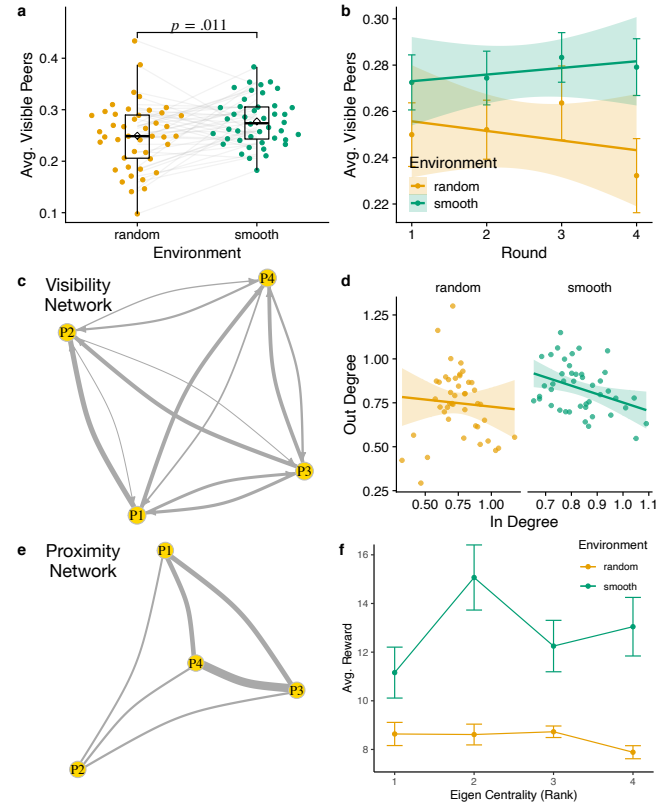 a
p = .011
Avg. Visible Peers
0.4
0.3
0.2
0.1
random
smooth
Environment
b
Avg. Visible Peers
0.30
0.28
0.26
0.24
0.22
Environment
random
smooth
1
2
3
4
Round
c
Visibility
Network
P4
P2
P3
P1
d
random
smooth
Out Degree
1.25
1.00
0.75
0.50
0.25
0.50
0.75
1.00
0.7
0.8
0.9
1.0
1.1
In Degree
e
Proximity
Network
P1
P4
P3
P2
f
Environment
random
smooth
Avg. Reward
16
14
12
10
8
1
2
3
4
Eigen Centrality (Rank)